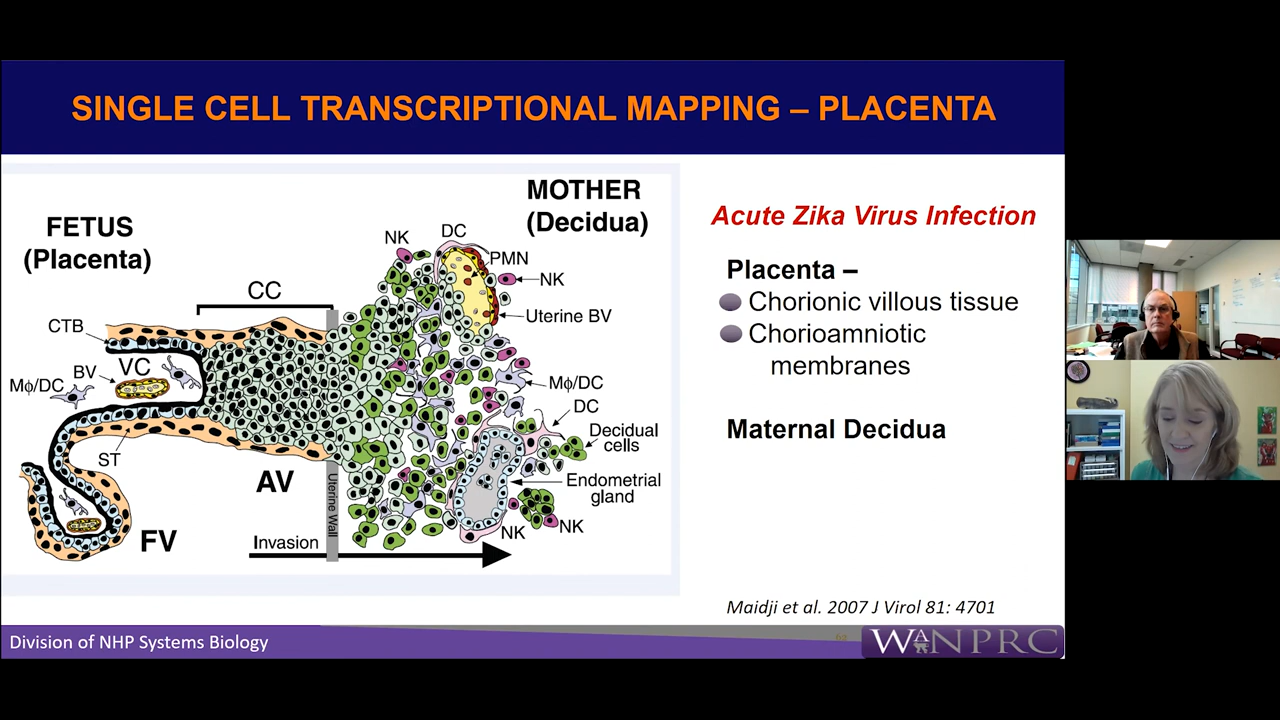 SINGLE CELL TRANSCRIPTIONAL MAPPING – PLACENTA
FETUS
(Placenta)
MOTHER
(Decidua)
CC
CTB
BV
VC
Mϕ/DC
ST
AV
FV
Uterine Wall
Invasion
NK
DC
PMN
NK
Uterine BV
Mϕ/DC
DC
Decidual
cells
Endometrial
gland
NK
NK
Acute Zika Virus Infection
Placenta –
Chorionic villous tissue
Chorioamniotic
membranes
Maternal Decidua
Maidji et al. 2007 J Virol 81: 4701
Division of NHP Systems Biology
WaNPRC